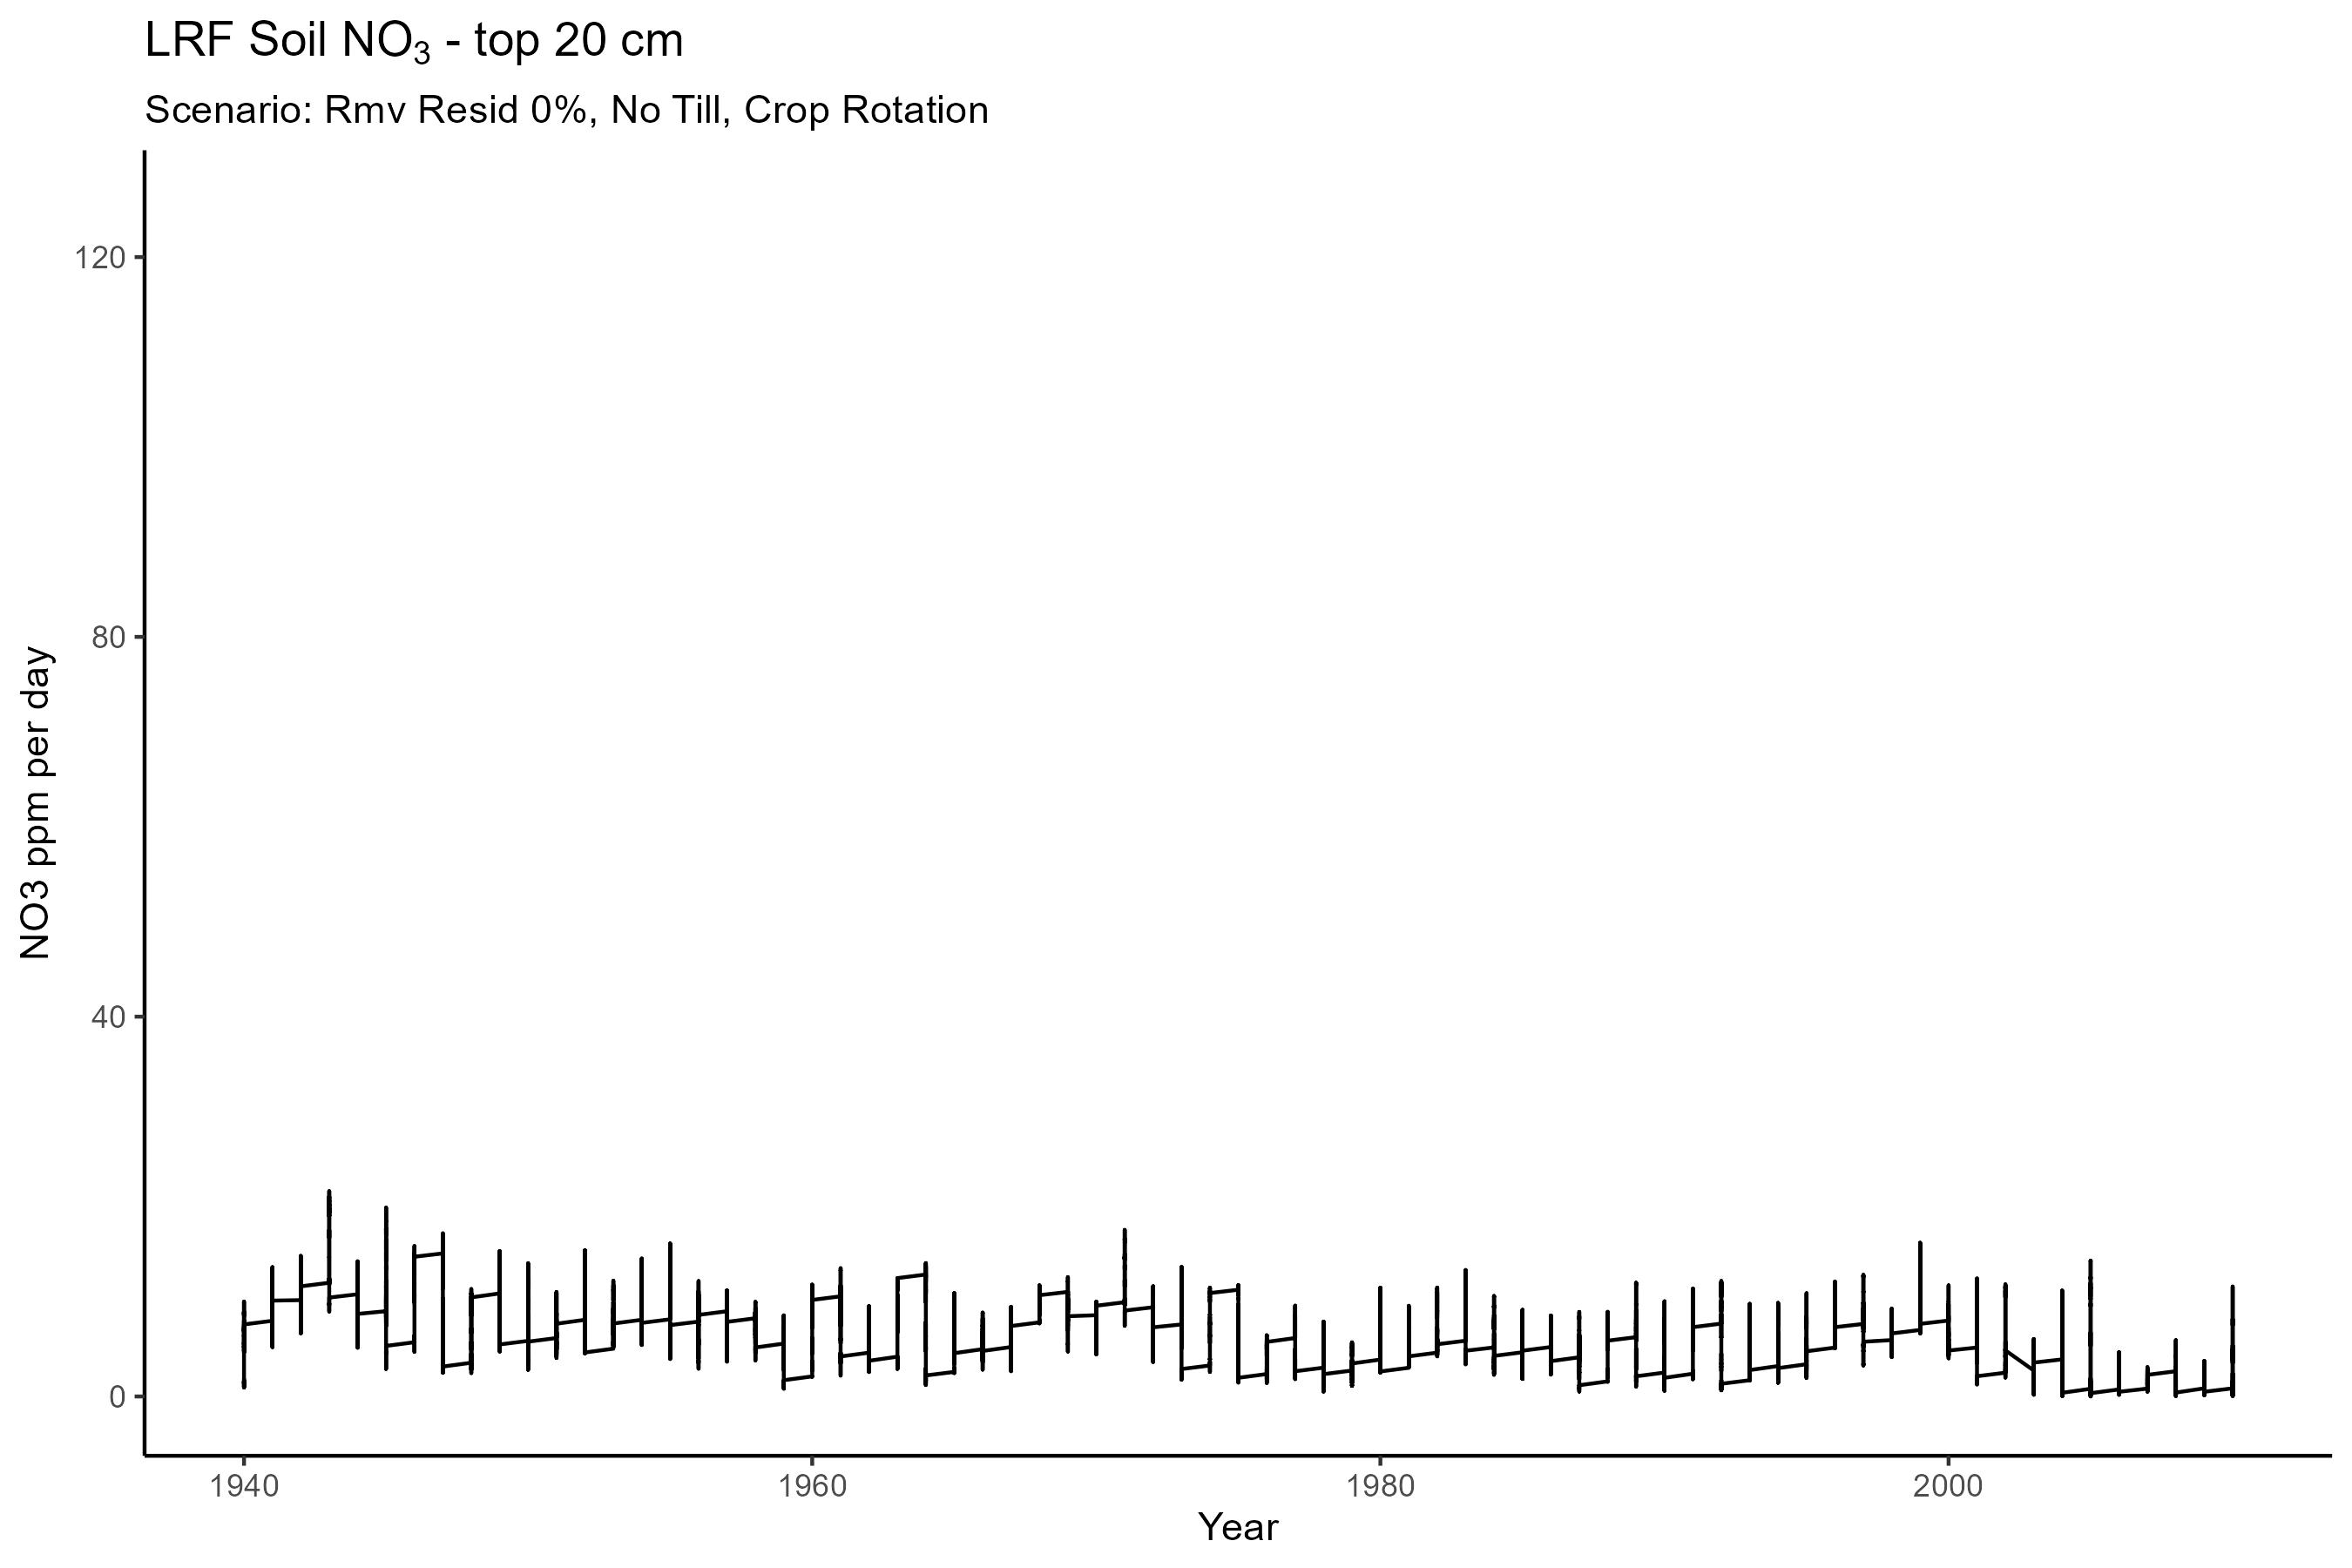 LRF Soil NO₃ - top 20 cm
Scenario: Rmv Resid 0%, No Till, Crop Rotation
NO3 ppm per day
120
80
40
0
1940
1960
1980
2000
Year